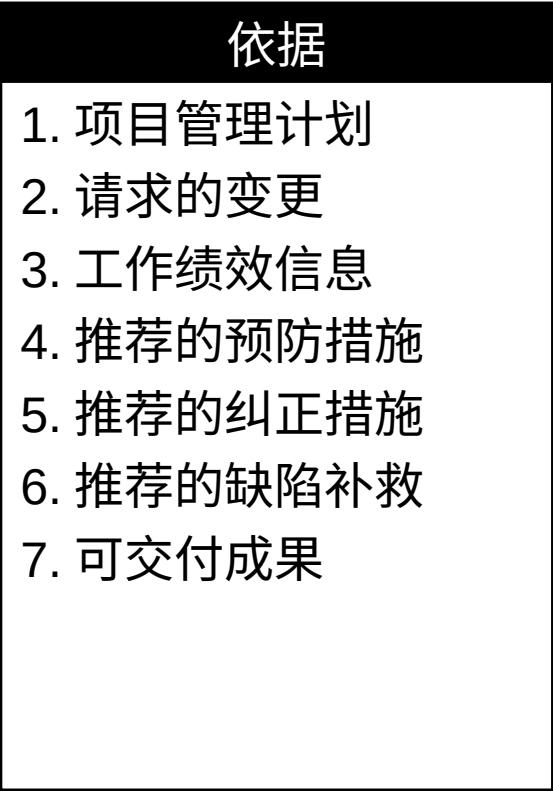 依据
1. 项目管理计划
2. 请求的变更
3. 工作绩效信息
4. 推荐的预防措施
5. 推荐的纠正措施
6. 推荐的缺陷补救
7. 可交付成果